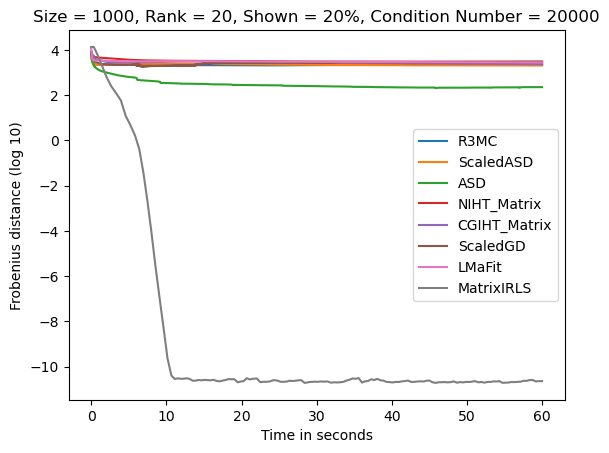 Size = 1000, Rank = 20, Shown = 20%, Condition Number = 20000
Frobenius distance (log 10)
4
2
0
−2
−4
−6
−8
−10
R3MC
ScaledASD
ASD
NIHT_Matrix
CGIHT_Matrix
ScaledGD
LMaFit
MatrixIRLS
0 10 20 30 40 50 60
Time in seconds